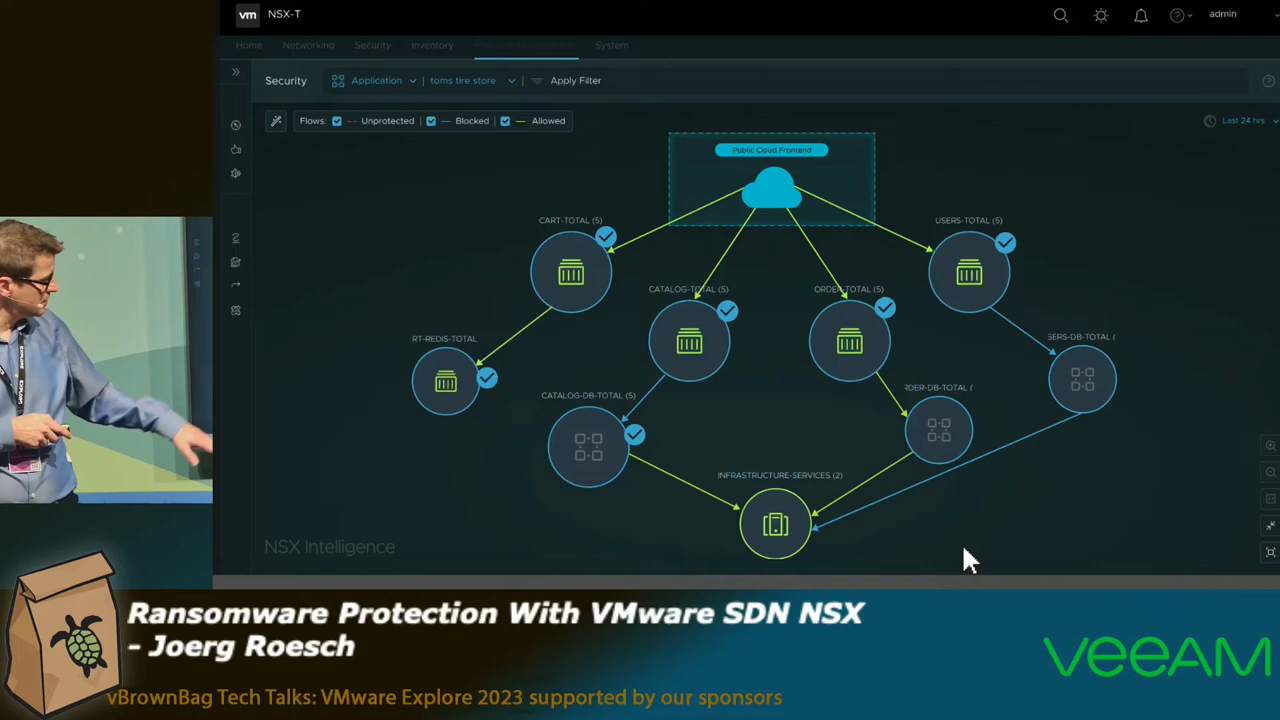 vm NSX-T
admin
Home Networking Security Inventory System
Security Application toms tire store Apply Filter
Flows: Unprotected Blocked Allowed
Last 24 hrs
Public Cloud Frontend
CART-TOTAL (5)
USERS-TOTAL (5)
CATALOG-TOTAL (5)
ORDER-TOTAL (5)
RT-REDIS-TOTAL
SERS-DB-TOTAL (
CATALOG-DB-TOTAL (5)
RDER-DB-TOTAL (
INFRASTRUCTURE-SERVICES (2)
NSX Intelligence
Ransomware Protection With VMware SDN NSX
- Joerg Roesch
veeam
vBrownBag Tech Talks: VMware Explore 2023 supported by our sponsors